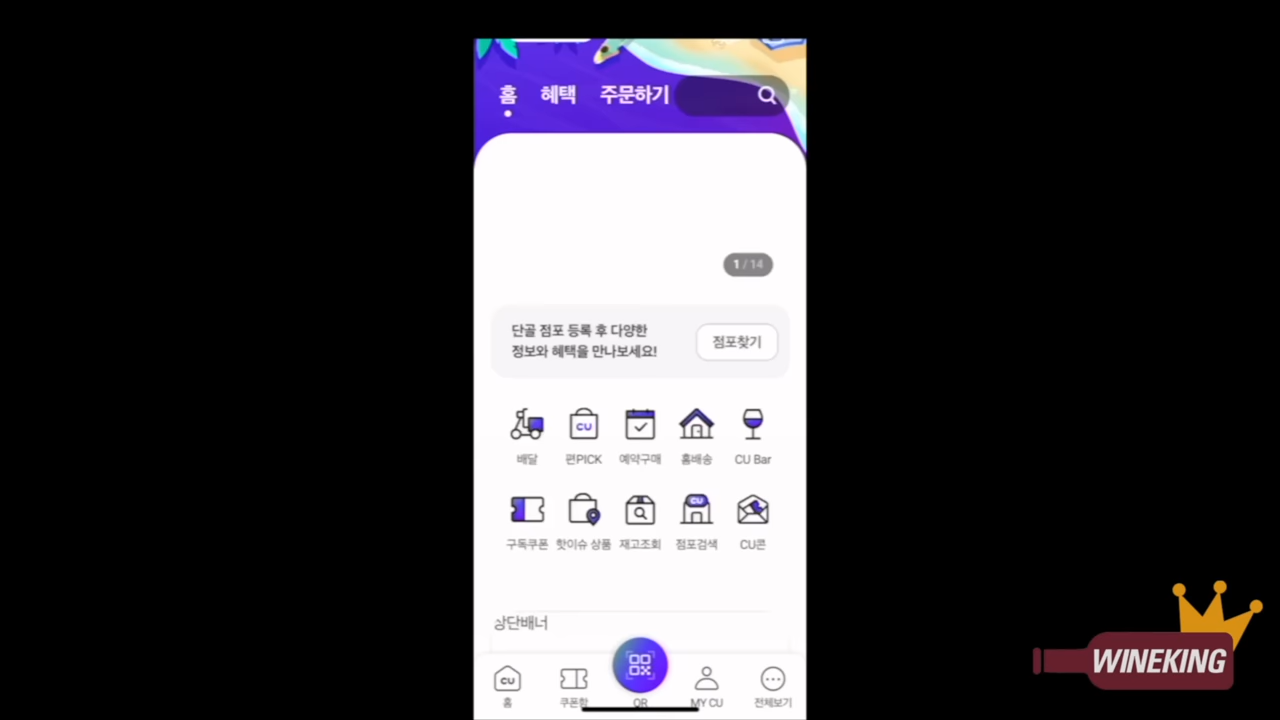 홈 혜택 주문하기
1 / 14
단골 점포 등록 후 다양한
정보와 혜택을 만나보세요!
점포찾기
CU
배달 편PICK 예약구매 홈배송 CU Bar
CU
구독쿠폰 핫이슈 상품 재고조회 점포검색 CU콘
상단배너
CU
홈 쿠폰함 QR MY CU 전체보기
WINEKING